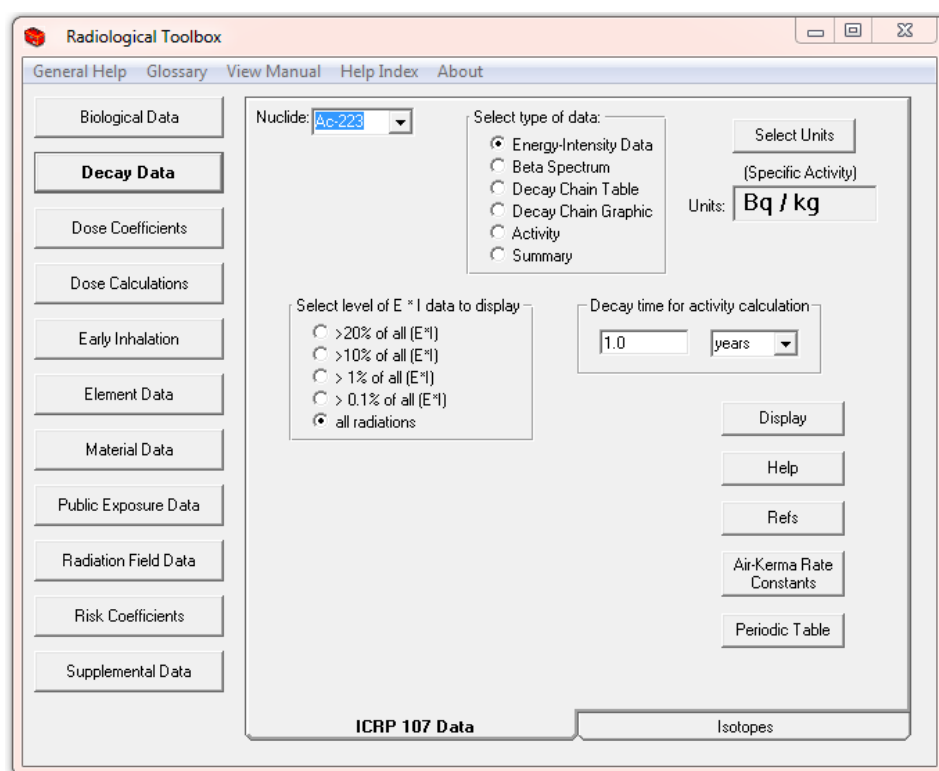 Radiological Toolbox
General Help Glossary View Manual Help Index About
Biological Data
Decay Data
Dose Coefficients
Dose Calculations
Early Inhalation
Element Data
Material Data
Public Exposure Data
Radiation Field Data
Risk Coefficients
Supplemental Data
Nuclide: Ac-223
Select type of data:
Energy-Intensity Data
Beta Spectrum
Decay Chain Table
Decay Chain Graphic
Activity
Summary
Select Units
(Specific Activity)
Units: Bq / kg
Select level of E * I data to display
>20% of all (E*I)
>10% of all (E*I)
> 1% of all (E*I)
> 0.1% of all (E*I)
all radiations
Decay time for activity calculation
1.0 years
Display
Help
Refs
Air-Kerma Rate
Constants
Periodic Table
ICRP 107 Data
Isotopes